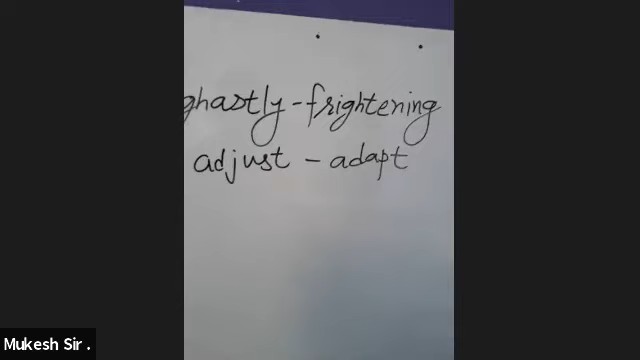 ghastly - frightening
adjust - adapt
Mukesh Sir .